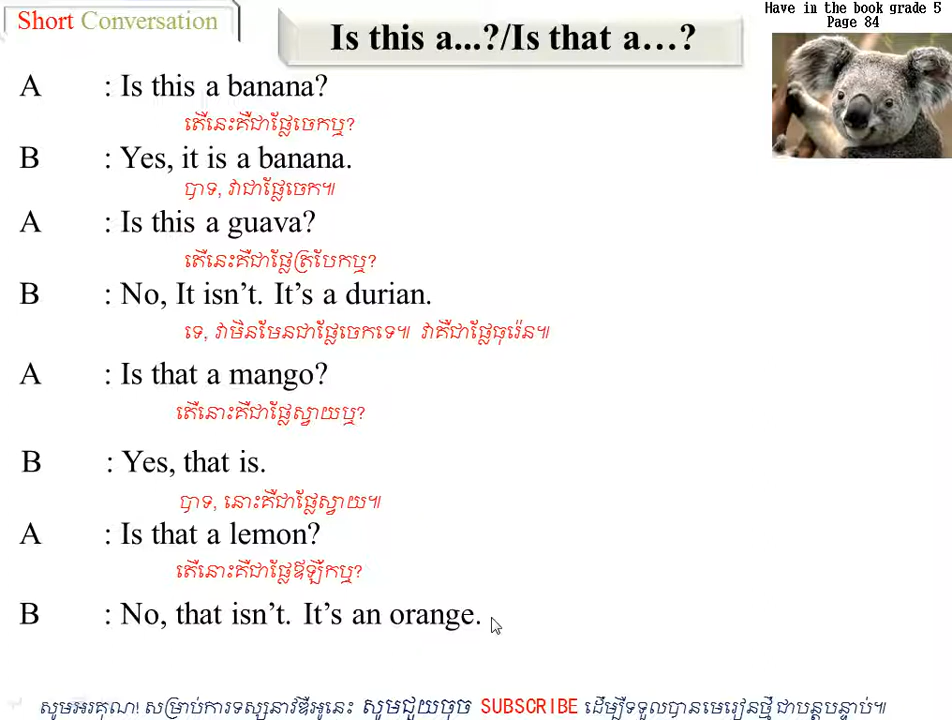 Short Conversation
Is this a...?/Is that a…?
Have in the book grade 5
Page 84
A : Is this a banana?
តើនេះគឺជាផ្លែចេកឬ?
B : Yes, it is a banana.
បាទ, វាជាផ្លែចេក៕
A : Is this a guava?
តើនេះគឺជាផ្លែត្របែកឬ?
B : No, It isn’t. It’s a durian.
ទេ, វាមិនមែនជាផ្លែចេកទេ៕ វាគឺជាផ្លែធុរ៉េន៕
A : Is that a mango?
តើនោះគឺជាផ្លែស្វាយឬ?
B : Yes, that is.
បាទ, នោះគឺជាផ្លែស្វាយ៕
A : Is that a lemon?
តើនោះគឺជាផ្លែឪឡឹកឬ?
B : No, that isn’t. It’s an orange.
សូមអរគុណ! សម្រាប់ការទស្សនាវីឌីអូនេះ សូមជួយចុច SUBSCRIBE ដើម្បីទទួលបានមេរៀនថ្មី ជាបន្តបន្ទាប់៕